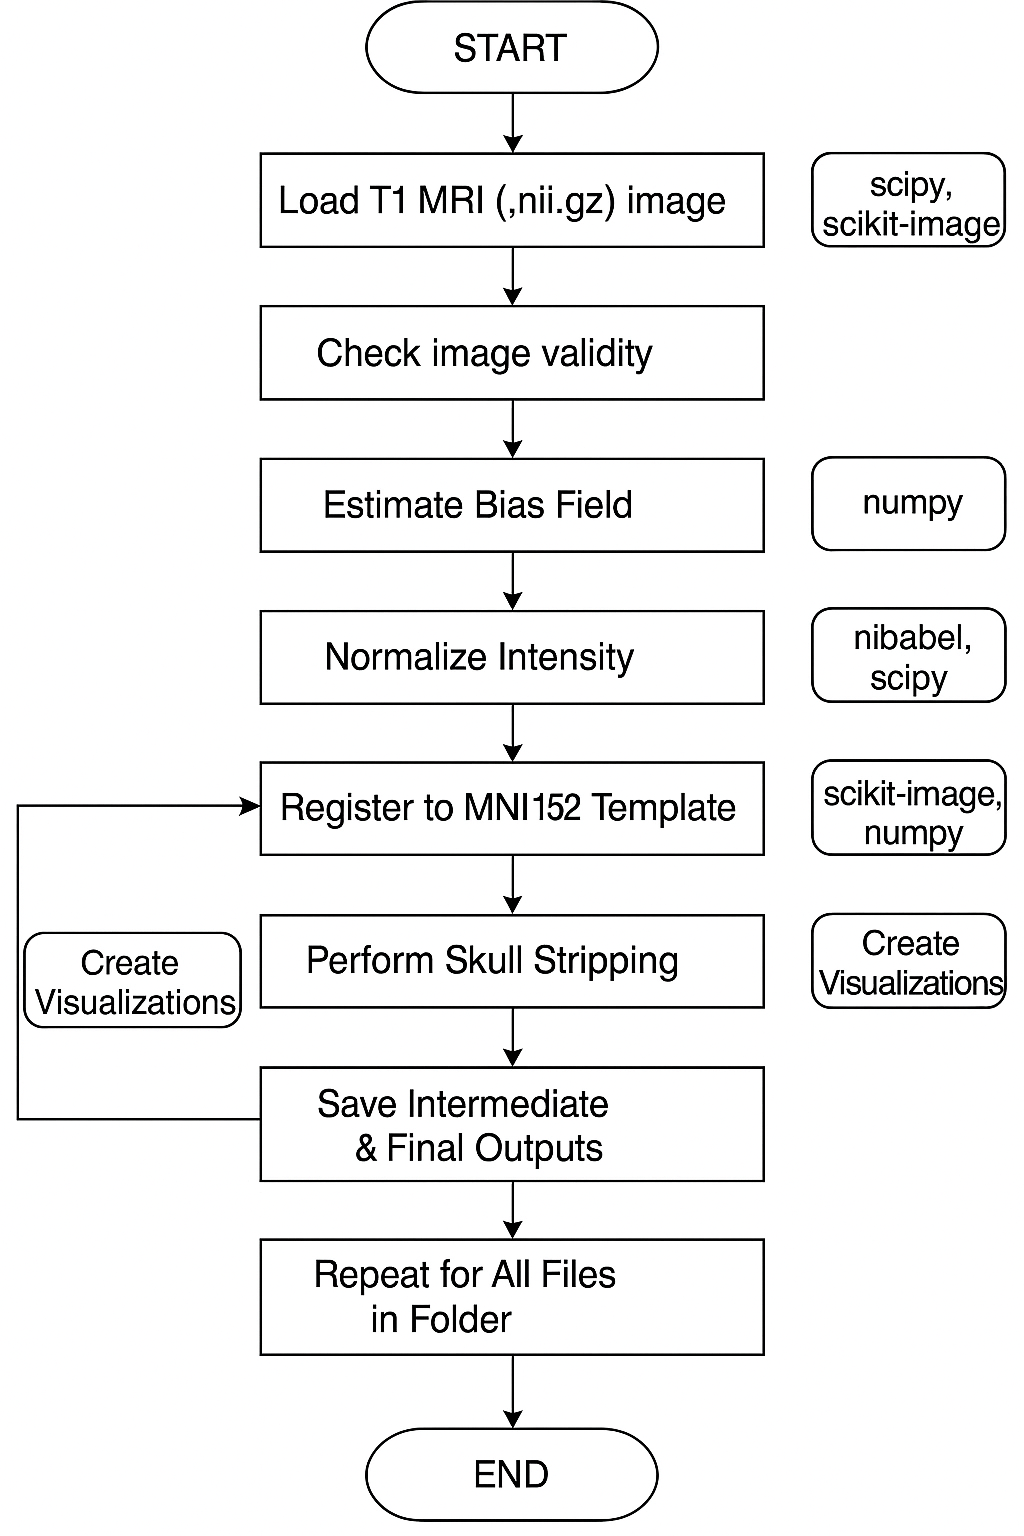 START
Load T1 MRI (,nii.gz) image
scipy,
scikit-image
Check image validity
Estimate Bias Field
numpy
Normalize Intensity
nibabel,
scipy
Register to MNI152 Template
scikit-image,
numpy
Perform Skull Stripping
Create
Visualizations
Create
Visualizations
Save Intermediate
& Final Outputs
Repeat for All Files
in Folder
END